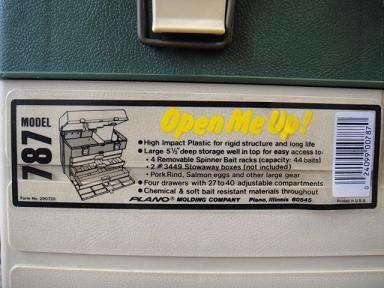 MODEL
787
Open Me Up!
• High Impact Plastic for rigid structure and long life
• Large 5½" deep storage well in top for easy access to:
• 4 Removable Spinner Bait racks (capacity: 44 baits)
• 2 #3449 Stowaway boxes (not included)
• Pork Rind, Salmon eggs and other large gear
• Four drawers with 27 to 40 adjustable compartments
• Chemical & soft bait resistant materials throughout
PLANO® MOLDING COMPANY Plano, Illinois 60545
0 24099 00787
Printed in U.S.A.